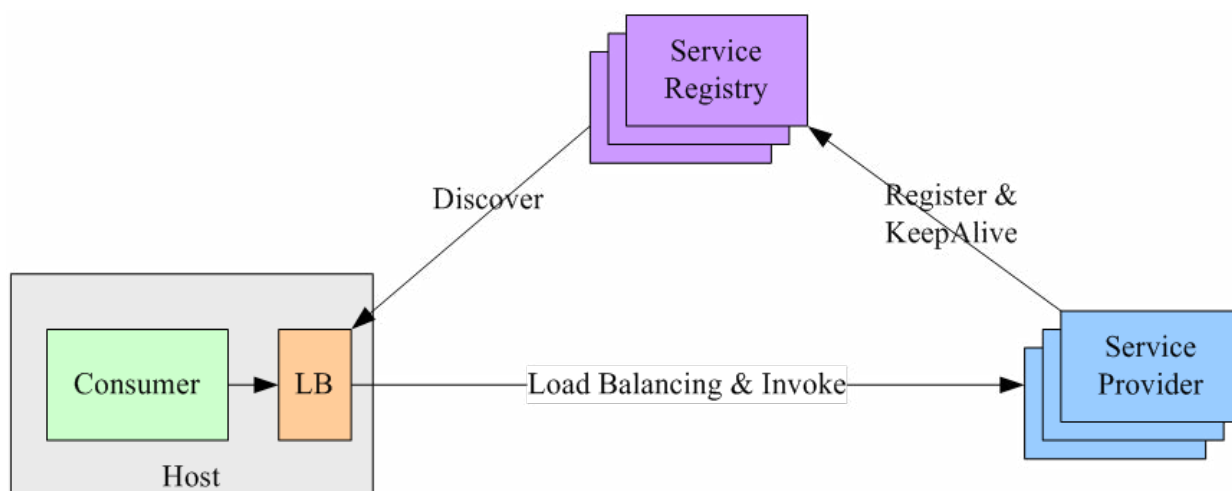 Service
Registry
Discover
Register &
KeepAlive
Consumer
LB
Load Balancing & Invoke
Service
Provider
Host